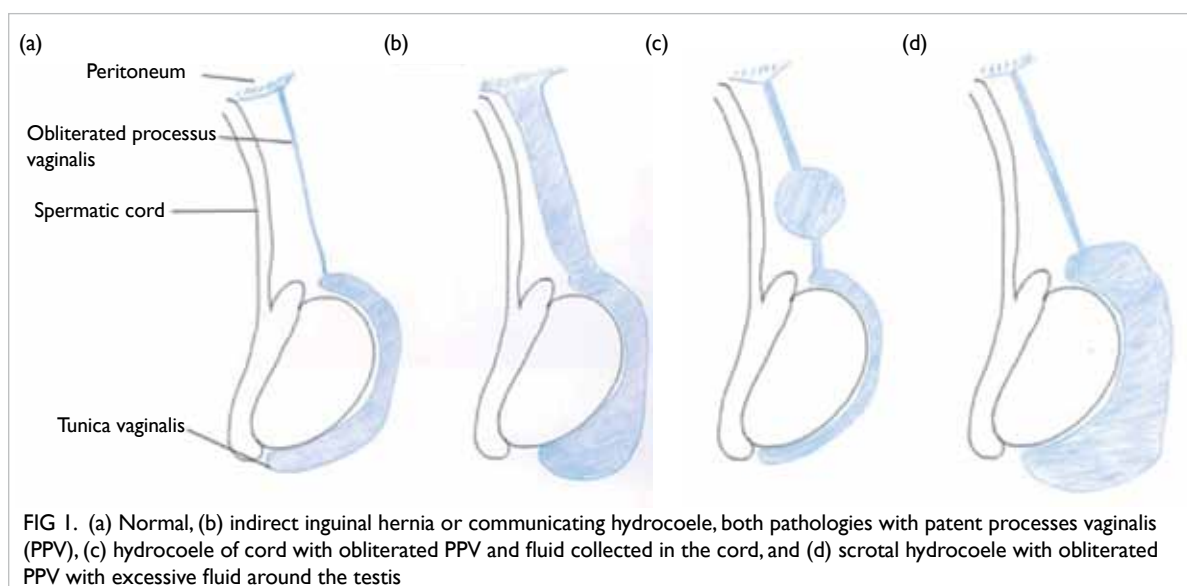 (a)
(b)
(c)
(d)
Peritoneum
Obliterated processus
vaginalis
Spermatic cord
Tunica vaginalis
FIG 1. (a) Normal, (b) indirect inguinal hernia or communicating hydrocoele, both pathologies with patent processes vaginalis
(PPV), (c) hydrocoele of cord with obliterated PPV and fluid collected in the cord, and (d) scrotal hydrocoele with obliterated
PPV with excessive fluid around the testis